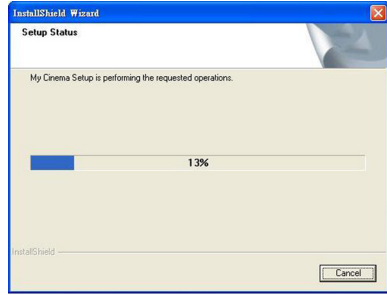 InstallShield Wizard
Setup Status
My Cinema Setup is performing the requested operations.
13%
InstallShield
Cancel